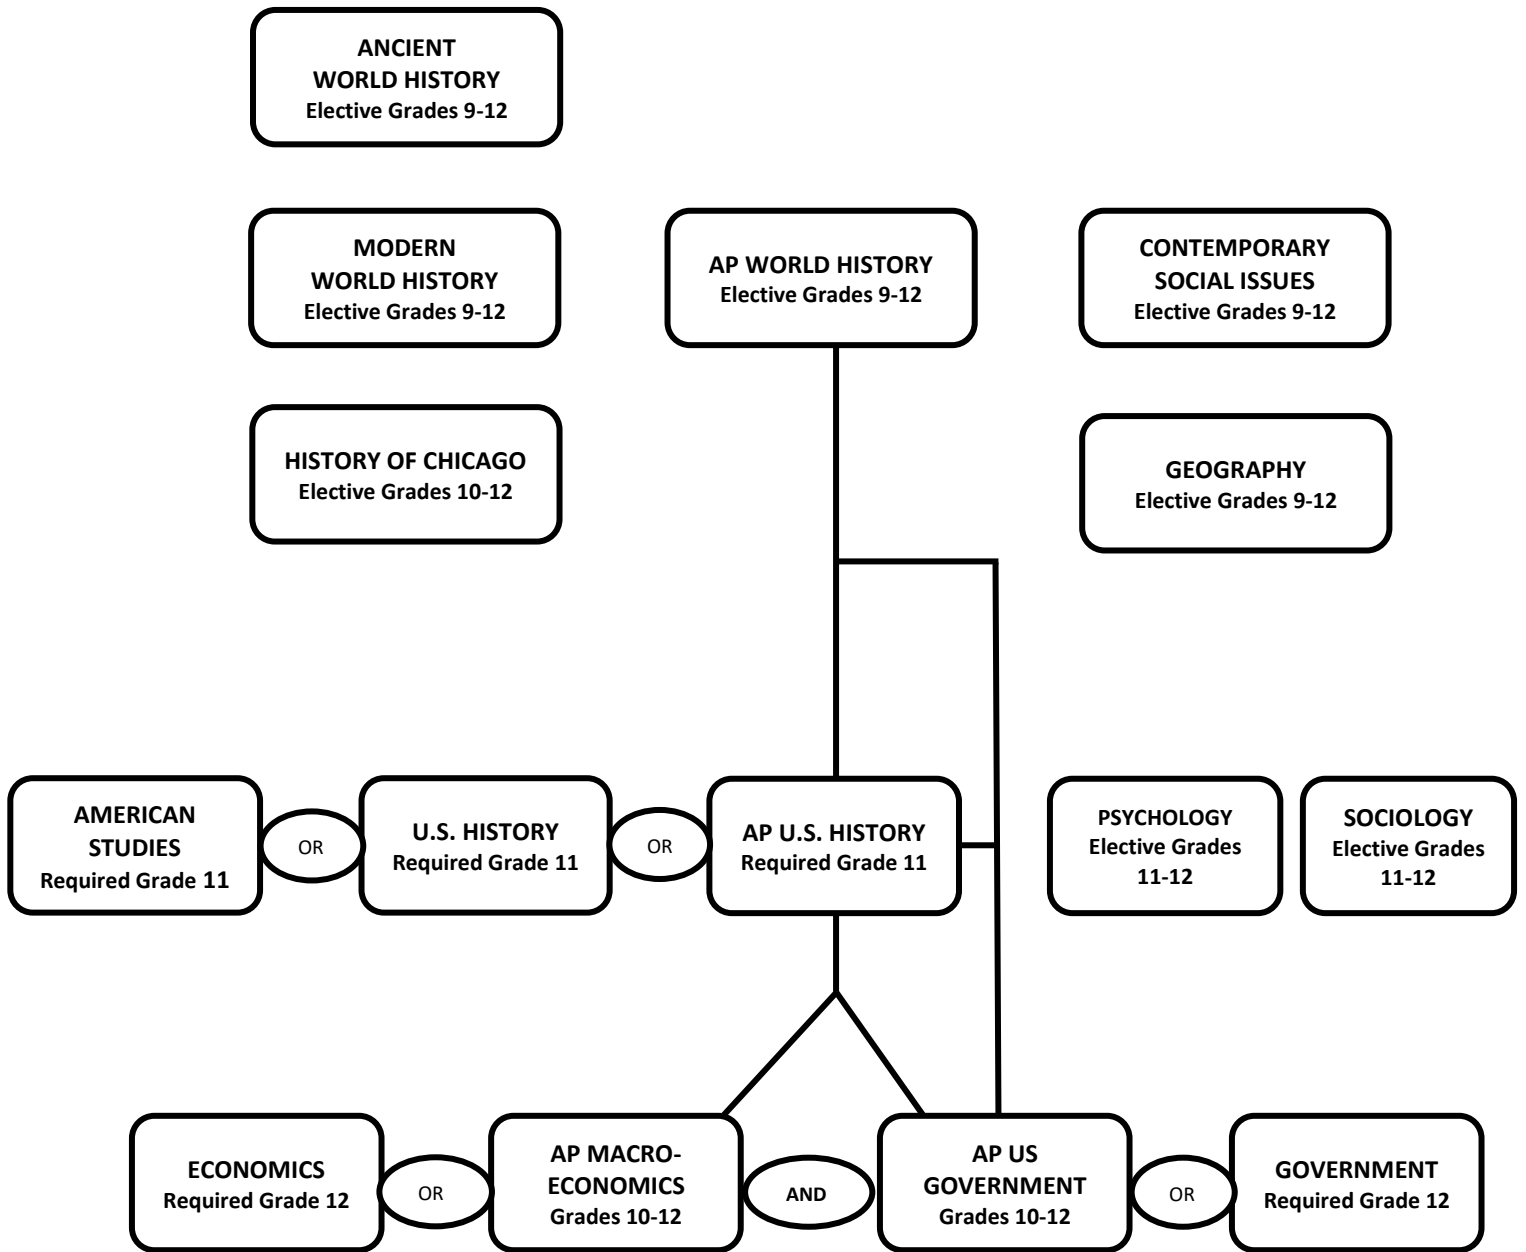 ANCIENT
WORLD HISTORY
Elective Grades 9-12
MODERN
WORLD HISTORY
Elective Grades 9-12
AP WORLD HISTORY
Elective Grades 9-12
CONTEMPORARY
SOCIAL ISSUES
Elective Grades 9-12
HISTORY OF CHICAGO
Elective Grades 10-12
GEOGRAPHY
Elective Grades 9-12
AMERICAN
STUDIES
Required Grade 11
OR
U.S. HISTORY
Required Grade 11
OR
AP U.S. HISTORY
Required Grade 11
PSYCHOLOGY
Elective Grades
11-12
SOCIOLOGY
Elective Grades
11-12
ECONOMICS
Required Grade 12
OR
AP MACRO-
ECONOMICS
Grades 10-12
AND
AP US
GOVERNMENT
Grades 10-12
OR
GOVERNMENT
Required Grade 12